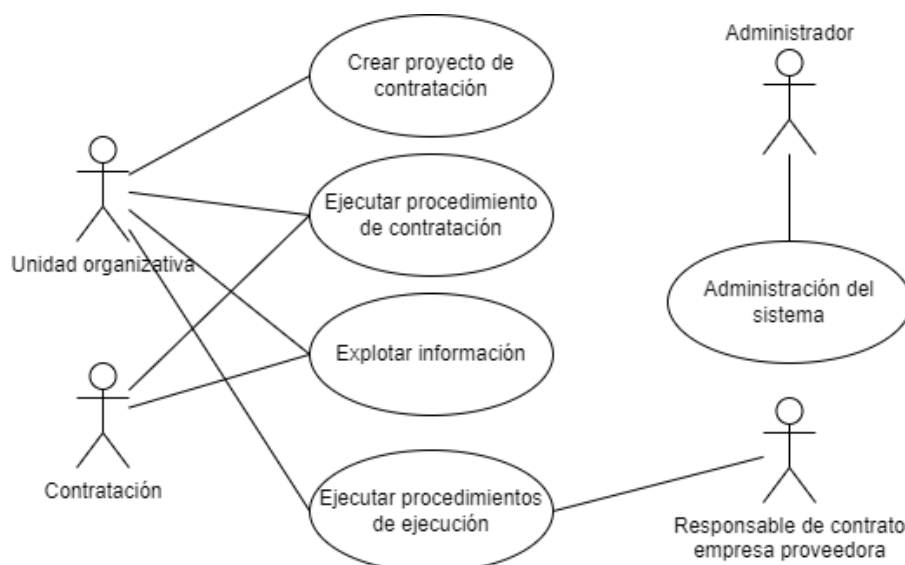 Administrador
Crear proyecto de
contratación
Ejecutar procedimiento
de contratación
Unidad organizativa
Administración del
sistema
Explotar información
Contratación
Ejecutar procedimientos
de ejecución
Responsable de contrato
empresa proveedora